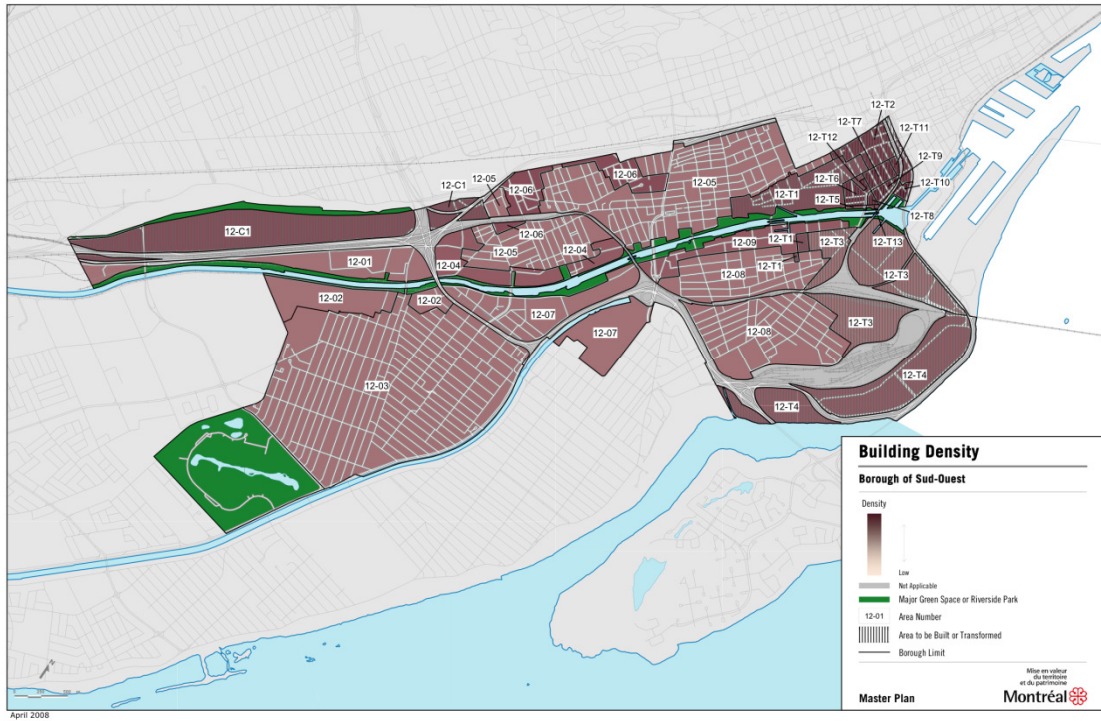 12-T2
12-T7
12-T11
12-T12
12-T9
12-T10
12-C1
12-05
12-06
12-06
12-05
12-T6
12-T1
12-T5
12-T8
12-C1
12-06
12-T13
12-01
12-04
12-05
12-04
12-09
12-T1
12-T3
12-T3
12-T1
12-08
12-02
12-02
12-07
12-07
12-08
12-T3
12-03
12-T4
12-T4
Building Density
Borough of Sud-Ouest
Density
Low
Not Applicable
Major Green Space or Riverside Park
12-01 Area Number
Area to be Built or Transformed
Borough Limit
Master Plan
Mise en valeur
du territoire
et du patrimoine
Montréal
N
April 2008